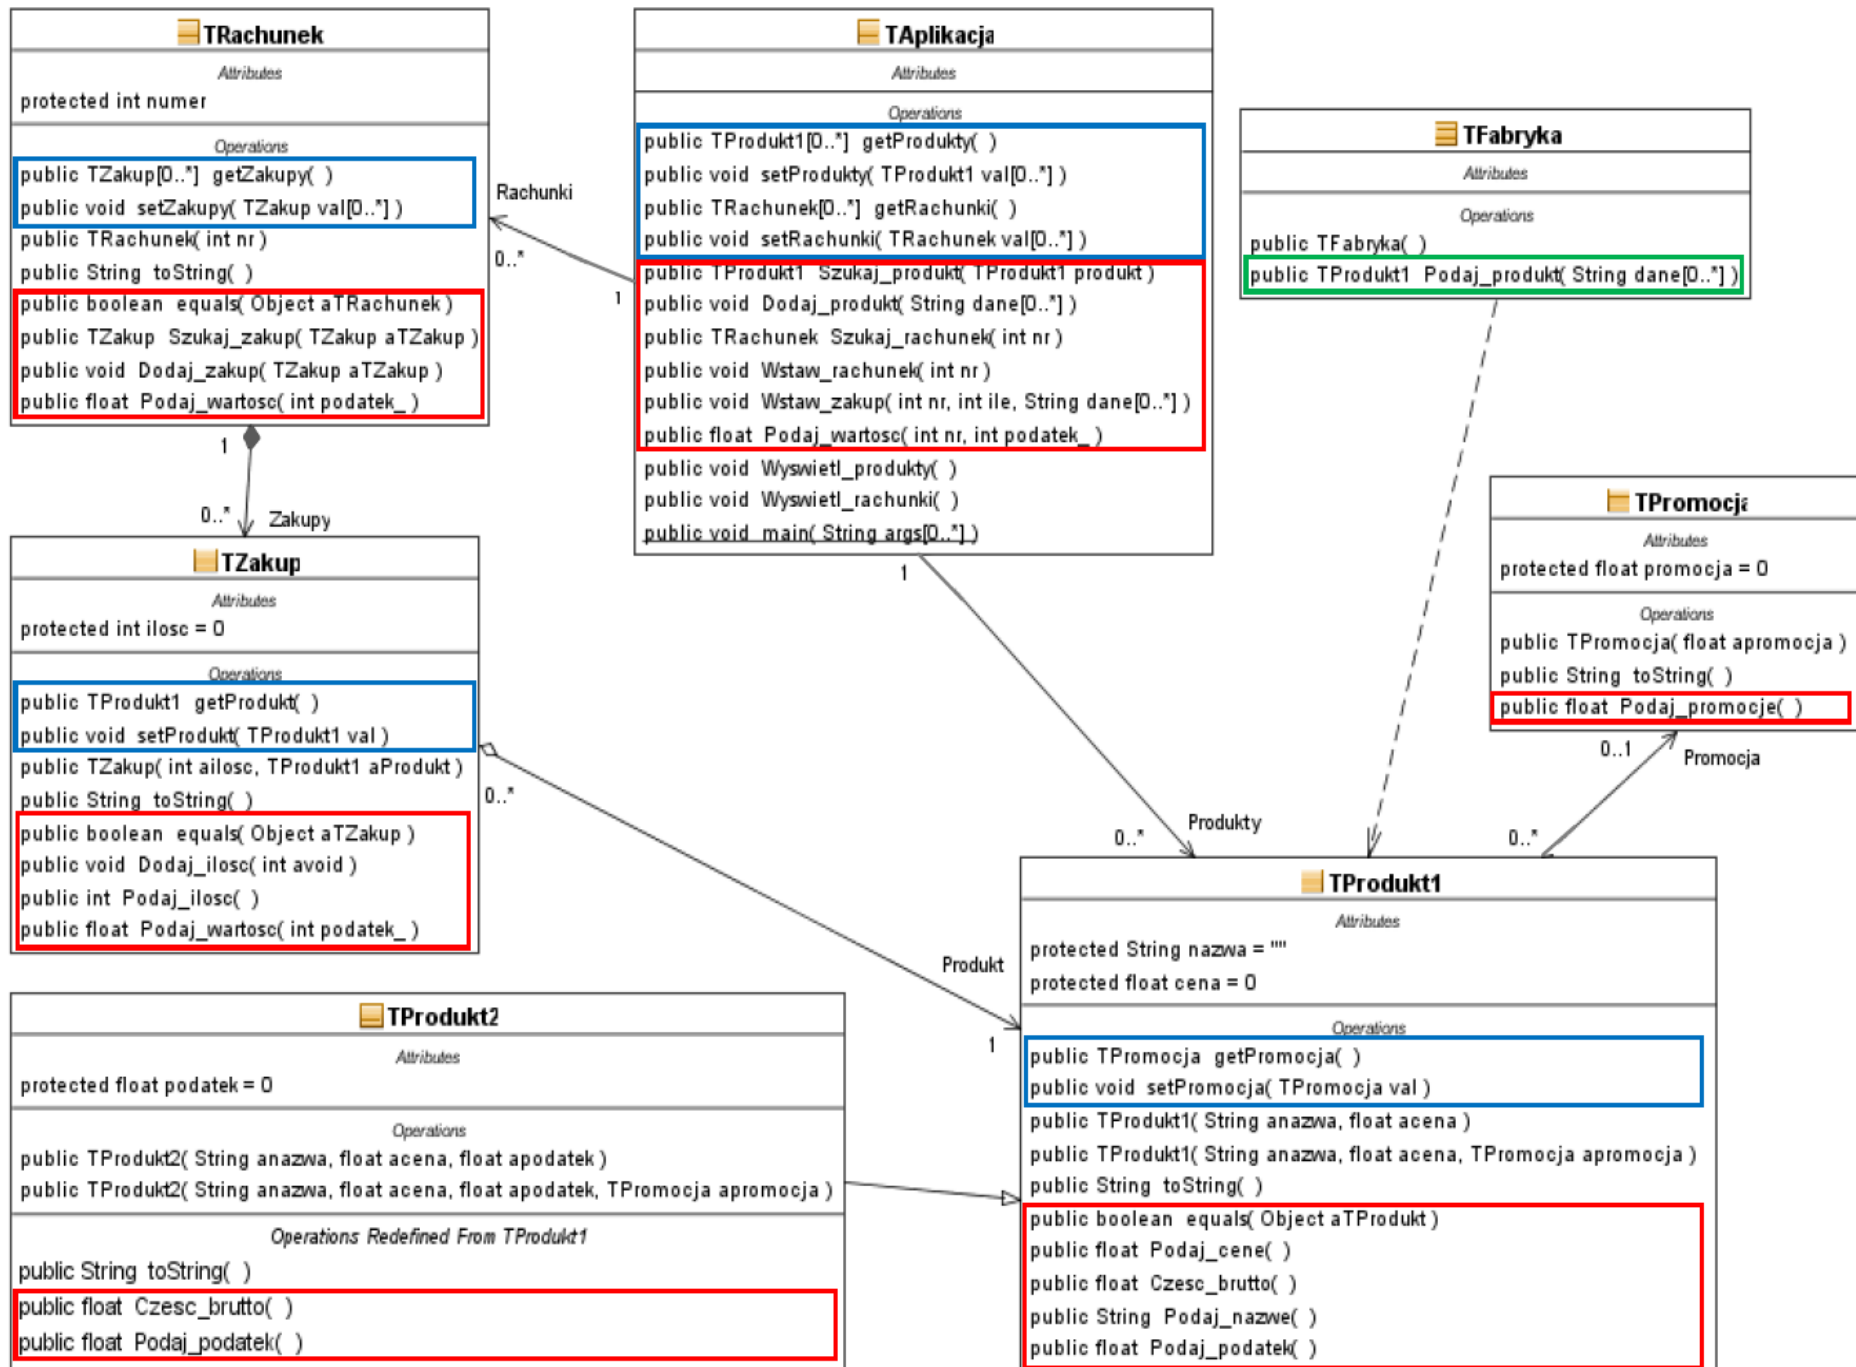 TRachunek
Attributes
protected int numer
Operations
public TZakup[0..*] getZakupy( )
public void setZakupy( TZakup val[0..*] )
public TRachunek( int nr )
public String toString( )
public boolean equals( Object aTRachunek )
public TZakup Szukaj_zakup( TZakup aTZakup )
public void Dodaj_zakup( TZakup aTZakup )
public float Podaj_wartosc( int podatek_ )
TAplikacja
Attributes
Operations
public TProdukt1[0..*] getProdukty( )
public void setProdukty( TProdukt1 val[0..*] )
public TRachunek[0..*] getRachunki( )
public void setRachunki( TRachunek val[0..*] )
public TProdukt1 Szukaj_produkt( TProdukt1 produkt )
public void Dodaj_produkt( String dane[0..*] )
public TRachunek Szukaj_rachunek( int nr )
public void Wstaw_rachunek( int nr )
public void Wstaw_zakup( int nr, int ile, String dane[0..*] )
public float Podaj_wartosc( int nr, int podatek_ )
public void Wyswietl_produkty( )
public void Wyswietl_rachunki( )
public void main( String args[0..*] )
TFabryka
Attributes
Operations
public TFabryka( )
public TProdukt1 Podaj_produkt( String dane[0..*] )
Rachunki
0..*
1
1
0..*
Zakupy
TPromocja
Attributes
protected float promocja = 0
Operations
public TPromocja( float apromocja )
public String toString( )
public float Podaj_promocje( )
TZakup
Attributes
protected int ilosc = 0
Operations
public TProdukt1 getProdukt( )
public void setProdukt( TProdukt1 val )
public TZakup( int ailosc, TProdukt1 aProdukt )
public String toString( )
public boolean equals( Object aTZakup )
public void Dodaj_ilosc( int avoid )
public int Podaj_ilosc( )
public float Podaj_wartosc( int podatek_ )
1
0..1
Promocja
0..*
Produkty
0..*
0..*
Produkt
1
TProdukt1
Attributes
protected String nazwa = ""
protected float cena = 0
Operations
public TPromocja getPromocja( )
public void setPromocja( TPromocja val )
public TProdukt1( String anazwa, float acena )
public TProdukt1( String anazwa, float acena, TPromocja apromocja )
public String toString( )
public boolean equals( Object aTProdukt )
public float Podaj_cene( )
public float Czesc_brutto( )
public String Podaj_nazwe( )
public float Podaj_podatek( )
TProdukt2
Attributes
protected float podatek = 0
Operations
public TProdukt2( String anazwa, float acena, float apodatek )
public TProdukt2( String anazwa, float acena, float apodatek, TPromocja apromocja )
Operations Redefined From TProdukt1
public String toString( )
public float Czesc_brutto( )
public float Podaj_podatek( )